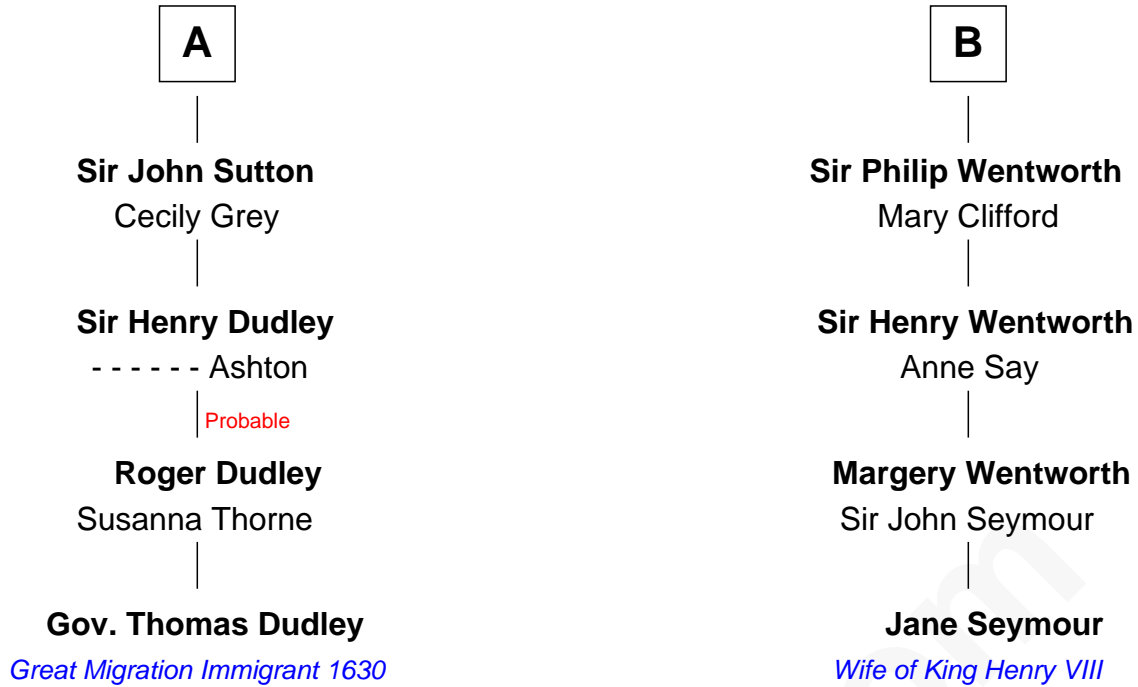 A
Sir John Sutton
Cecily Grey
Sir Henry Dudley
- - - - - - Ashton
Probable
Roger Dudley
Susanna Thorne
Gov. Thomas Dudley
Great Migration Immigrant 1630
B
Sir Philip Wentworth
Mary Clifford
Sir Henry Wentworth
Anne Say
Margery Wentworth
Sir John Seymour
Jane Seymour
Wife of King Henry VIII